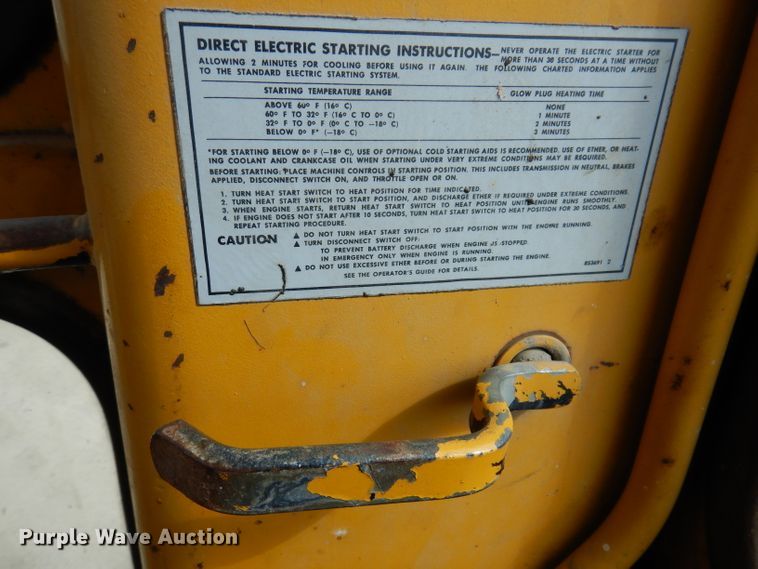 DIRECT ELECTRIC STARTING INSTRUCTIONS— NEVER OPERATE THE ELECTRIC STARTER FOR
MORE THAN 30 SECONDS AT A TIME WITHOUT
ALLOWING 2 MINUTES FOR COOLING BEFORE USING IT AGAIN. THE FOLLOWING CHARTED INFORMATION APPLIES
TO THE STANDARD ELECTRIC STARTING SYSTEM.
STARTING TEMPERATURE RANGE GLOW PLUG HEATING TIME
ABOVE 60° F (16° C) NONE
60° F TO 32° F (16° C TO 0° C) 1 MINUTE
32° F TO 0° F (0° C TO −18° C) 2 MINUTES
BELOW 0° F* (−18° C) 3 MINUTES
*FOR STARTING BELOW 0° F (−18° C), USE OF OPTIONAL COLD STARTING AIDS IS RECOMMENDED. USE OF ETHER, OR HEAT-
ING COOLANT AND CRANKCASE OIL WHEN STARTING UNDER VERY EXTREME CONDITIONS MAY BE REQUIRED.
BEFORE STARTING: PLACE MACHINE CONTROLS IN STARTING POSITION. THIS INCLUDES TRANSMISSION IN NEUTRAL, BRAKES
APPLIED, DISCONNECT SWITCH ON, AND THROTTLE OPEN OR ON.
1. TURN HEAT START SWITCH TO HEAT POSITION FOR TIME INDICATED.
2. TURN HEAT START SWITCH TO START POSITION, AND DISCHARGE ETHER IF REQUIRED UNDER EXTREME CONDITIONS.
3. WHEN ENGINE STARTS, RETURN HEAT START SWITCH TO HEAT POSITION UNTIL ENGINE RUNS SMOOTHLY.
4. IF ENGINE DOES NOT START AFTER 10 SECONDS, TURN HEAT START SWITCH TO HEAT POSITION FOR 30 SECONDS, AND
REPEAT STARTING PROCEDURE.
CAUTION ▲ DO NOT TURN HEAT START SWITCH TO START POSITION WITH THE ENGINE RUNNING.
▲ TURN DISCONNECT SWITCH OFF:
TO PREVENT BATTERY DISCHARGE WHEN ENGINE IS STOPPED.
IN EMERGENCY ONLY WHEN ENGINE IS RUNNING.
▲ DO NOT USE EXCESSIVE ETHER BEFORE OR DURING STARTING THE ENGINE.
SEE THE OPERATOR'S GUIDE FOR DETAILS. 8S3691 2
Purple Wave Auction